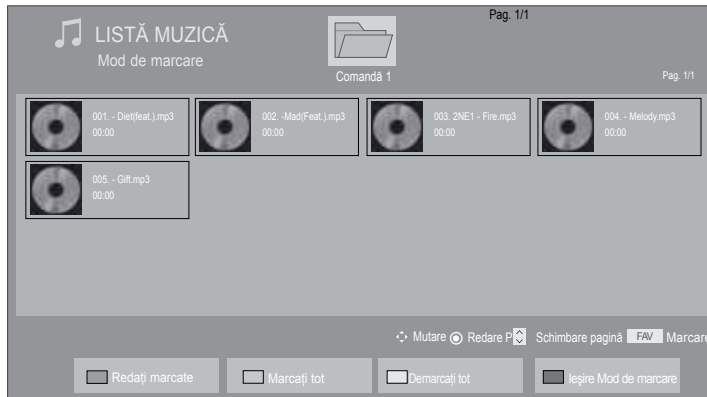 Pag. 1/1
LISTĂ MUZICĂ
Mod de marcare
Comandă 1
Pag. 1/1
001. - Diet(feat.).mp3
00:00
002. -Mad(Feat.).mp3
00:00
003. 2NE1 - Fire.mp3
00:00
004. - Melody.mp3
00:00
005. - Gift.mp3
00:00
Mutare Redare P Schimbare pagină FAV Marcare
Redați marcate Marcați tot Demarcați tot Ieşire Mod de marcare